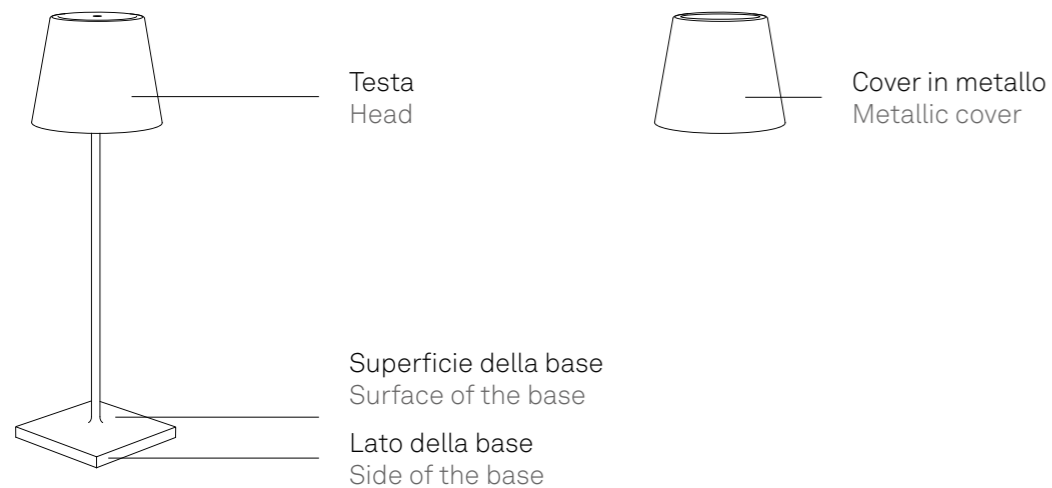 Testa
Head
Cover in metallo
Metallic cover
Superficie della base
Surface of the base
Lato della base
Side of the base